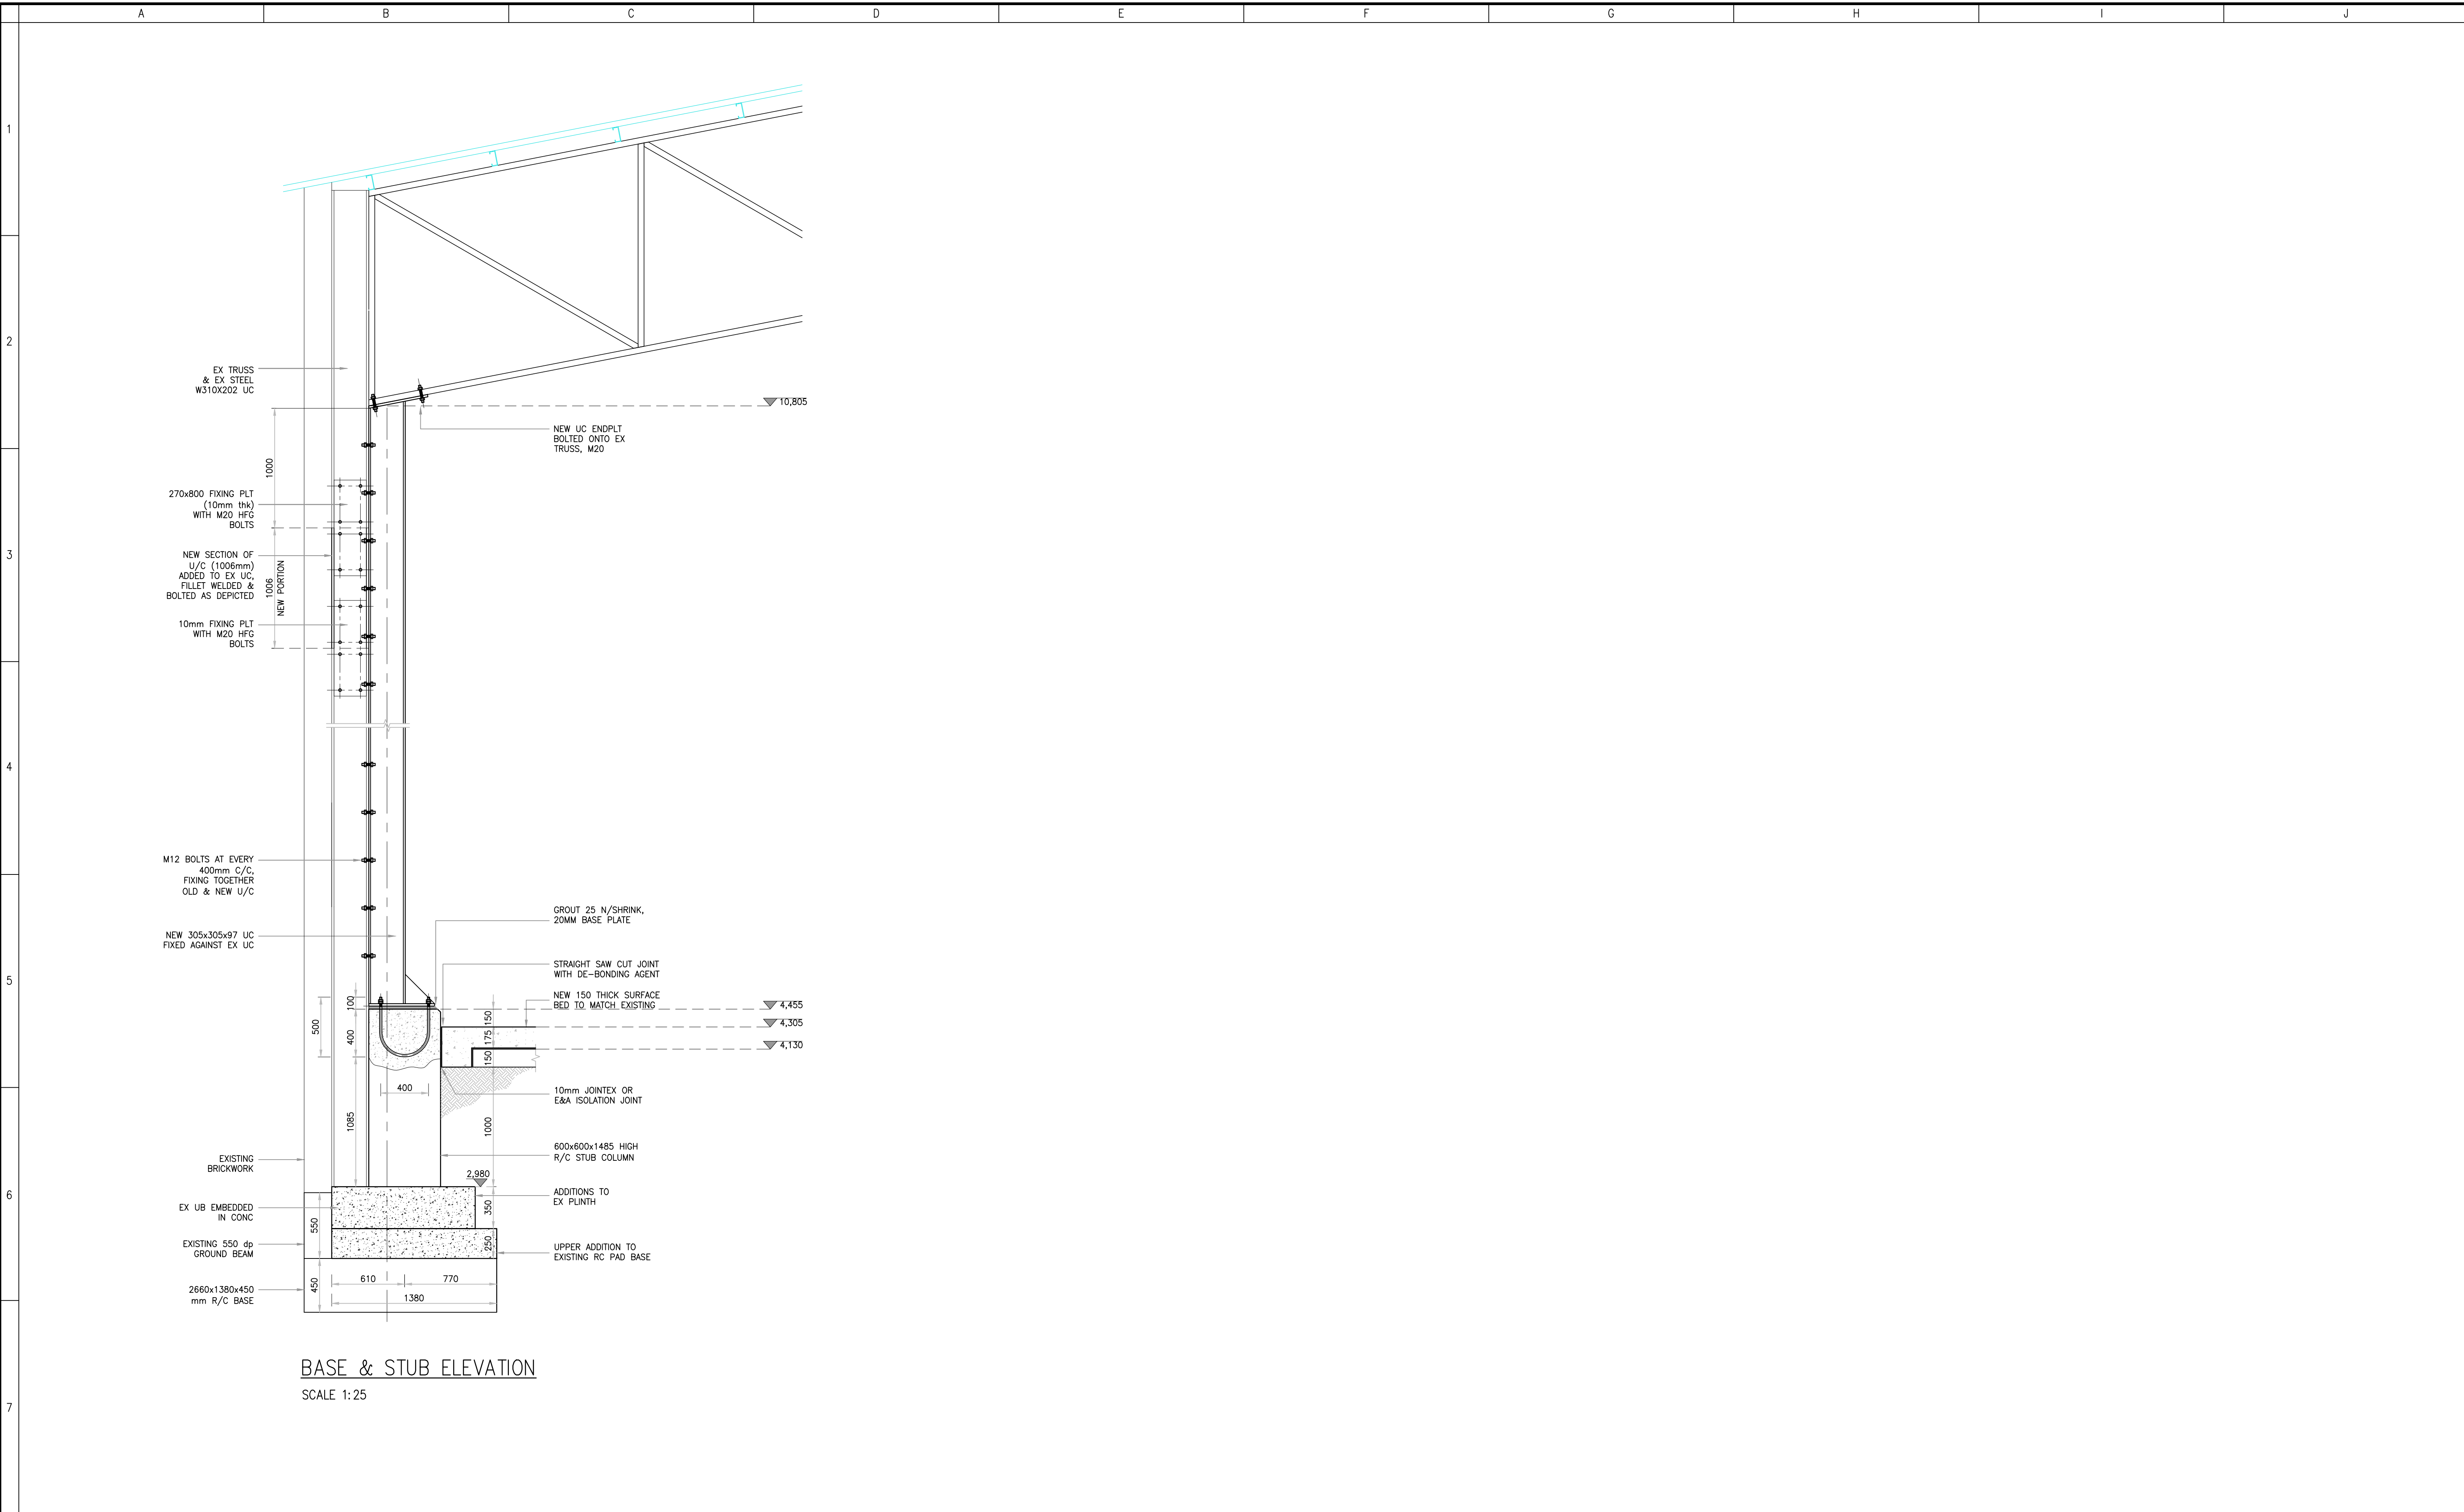 A
B
C
D
E
F
G
H
I
J
1
2
3
4
5
6
7
EX TRUSS
& EX STEEL
W310X202 UC
10,805
NEW UC ENDPLT
BOLTED ONTO EX
TRUSS, M20
1000
270x800 FIXING PLT
(10mm thk)
WITH M20 HFG
BOLTS
NEW SECTION OF
U/C (1006mm)
ADDED TO EX UC,
FILLET WELDED &
BOLTED AS DEPICTED
1006
NEW PORTION
10mm FIXING PLT
WITH M20 HFG
BOLTS
M12 BOLTS AT EVERY
400mm C/C,
FIXING TOGETHER
OLD & NEW U/C
GROUT 25 N/SHRINK,
20MM BASE PLATE
NEW 305x305x97 UC
FIXED AGAINST EX UC
STRAIGHT SAW CUT JOINT
WITH DE-BONDING AGENT
NEW 150 THICK SURFACE
BED TO MATCH EXISTING
4,455
4,305
4,130
100
500
400
150
175
150
400
10mm JOINTEX OR
E&A ISOLATION JOINT
1085
1000
600x600x1485 HIGH
R/C STUB COLUMN
EXISTING
BRICKWORK
2,980
ADDITIONS TO
EX PLINTH
EX UB EMBEDDED
IN CONC
550
350
EXISTING 550 dp
GROUND BEAM
250
UPPER ADDITION TO
EXISTING RC PAD BASE
2660x1380x450
mm R/C BASE
450
610
770
1380
BASE & STUB ELEVATION
SCALE 1:25